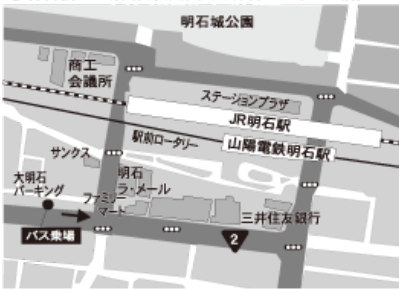 明石城公園
商工
会議所
ステーションプラザ
JR明石駅
山陽電鉄明石駅
駅前ロータリー
サンクス
大明石
パーキング
明石
ラ・メール
ファミリー
マート
三井住友銀行
バス乗場
2